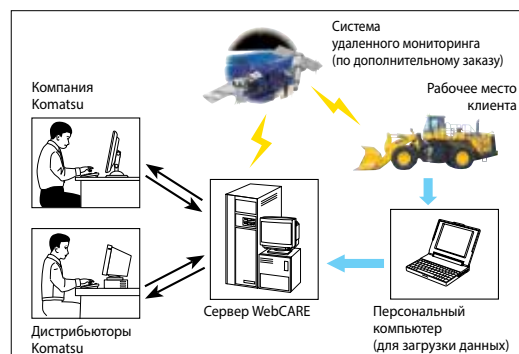 Система
удаленного мониторинга
(по дополнительному заказу)
Компания
Komatsu
Рабочее место
клиента
Сервер WebCARE
Дистрибьюторы
Komatsu
Персональный
компьютер
(для загрузки данных)